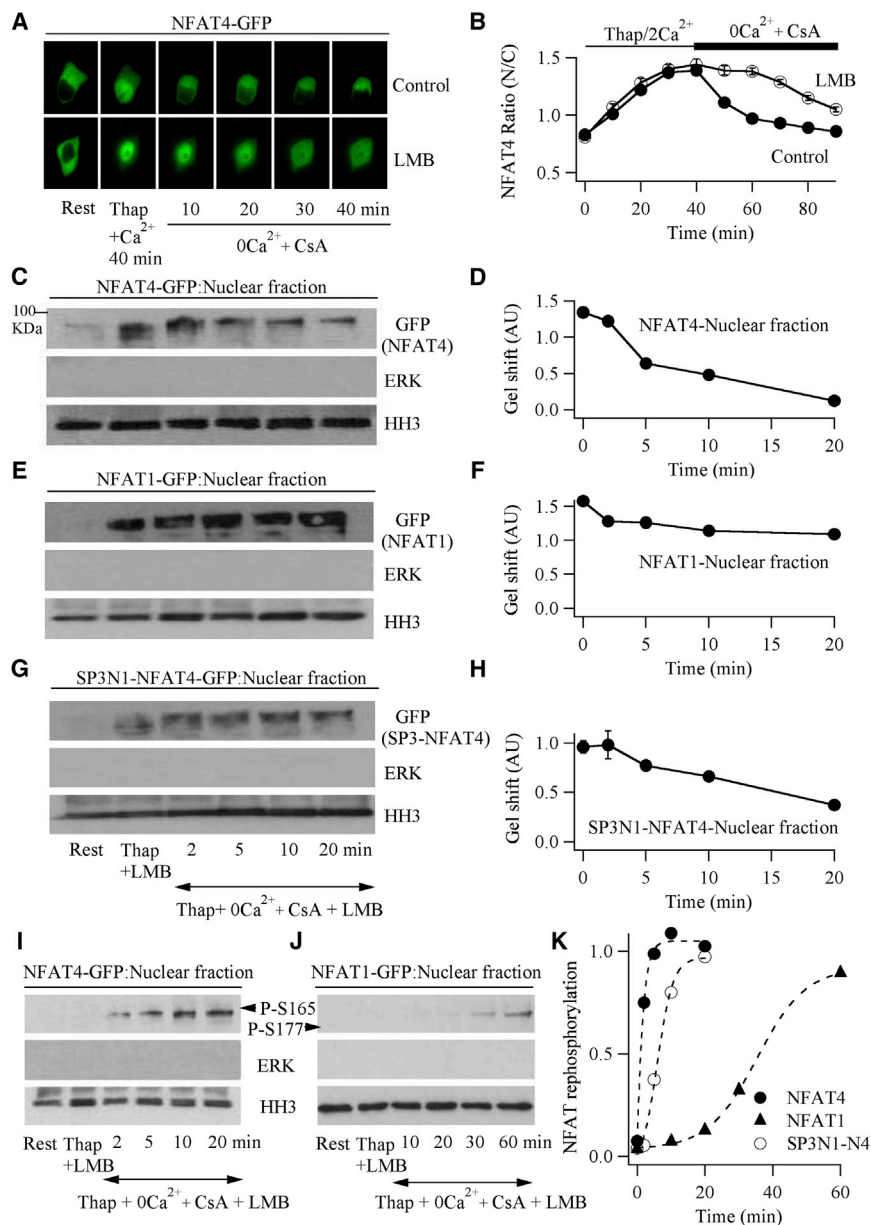 A
NFAT4-GFP
Control
LMB
Rest Thap +Ca2+ 40 min 10 20 30 40 min
0Ca2+ + CsA
B
Thap/2Ca2+ 0Ca2+ + CsA
NFAT4 Ratio (N/C)
1.5
1.0
0.5
LMB
Control
0 20 40 60 80
Time (min)
C
NFAT4-GFP:Nuclear fraction
100 KDa
GFP
(NFAT4)
ERK
HH3
D
Gel shift (AU)
1.5
1.0
0.5
0.0
NFAT4-Nuclear fraction
0 5 10 15 20
Time (min)
E
NFAT1-GFP:Nuclear fraction
GFP
(NFAT1)
ERK
HH3
F
Gel shift (AU)
1.5
1.0
0.5
0.0
NFAT1-Nuclear fraction
0 5 10 15 20
Time (min)
G
SP3N1-NFAT4-GFP:Nuclear fraction
GFP
(SP3-NFAT4)
ERK
HH3
Rest Thap +LMB 2 5 10 20 min
Thap+ 0Ca2+ + CsA + LMB
H
Gel shift (AU)
1.0
0.5
0.0
SP3N1-NFAT4-Nuclear fraction
0 5 10 15 20
Time (min)
I
NFAT4-GFP:Nuclear fraction
P-S165
ERK
HH3
Rest Thap +LMB 2 5 10 20 min
Thap + 0Ca2+ + CsA + LMB
J
NFAT1-GFP:Nuclear fraction
P-S177
Rest Thap +LMB 10 20 30 60 min
Thap + 0Ca2+ + CsA + LMB
K
NFAT rephosphorylation
1.0
0.5
0.0
NFAT4
NFAT1
SP3N1-N4
0 20 40 60
Time (min)